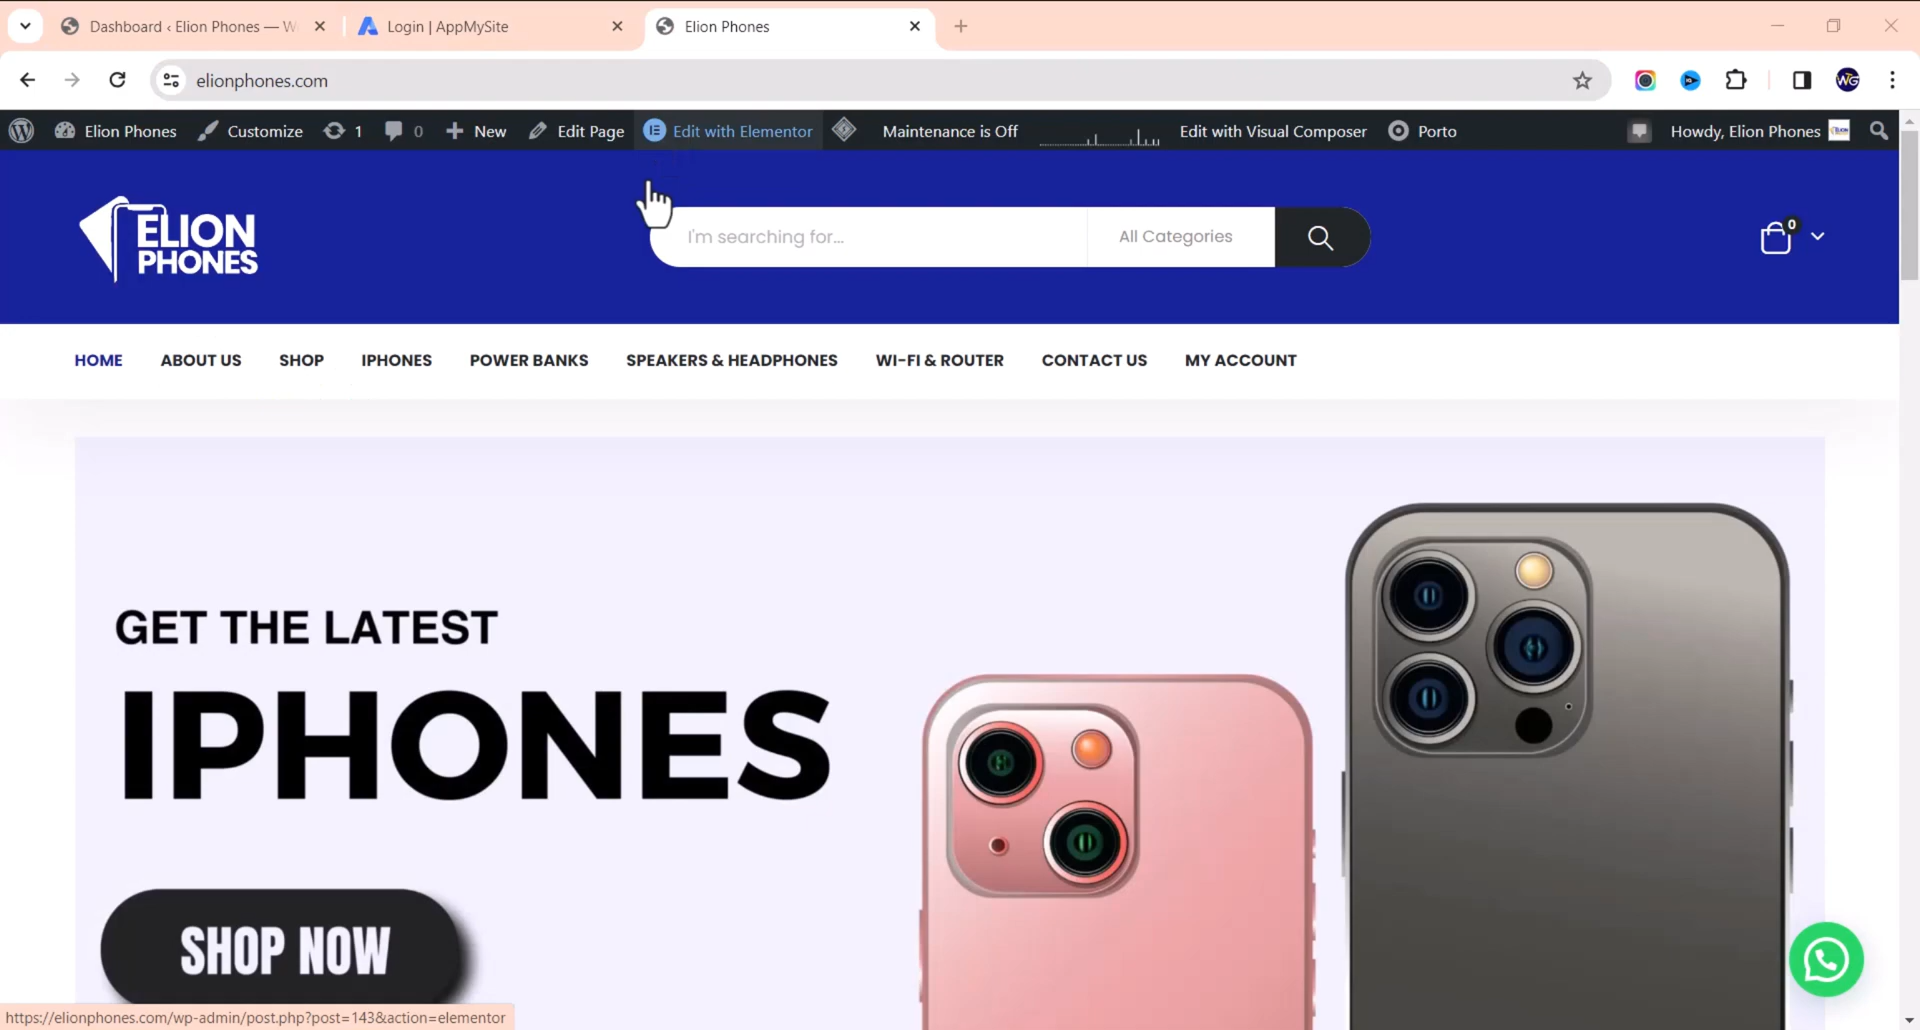 Dashboard ‹ Elion Phones — W
Login | AppMySite
Elion Phones
elionphones.com
Elion Phones
Customize
1
0
New
Edit Page
Edit with Elementor
Maintenance is Off
Edit with Visual Composer
Porto
Howdy, Elion Phones
WG
ELION
PHONES
I'm searching for...
All Categories
0
HOME
ABOUT US
SHOP
IPHONES
POWER BANKS
SPEAKERS & HEADPHONES
WI-FI & ROUTER
CONTACT US
MY ACCOUNT
GET THE LATEST
IPHONES
SHOP NOW
https://elionphones.com/wp-admin/post.php?post=143&action=elementor